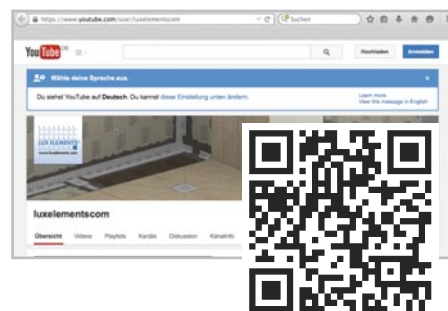 https://www.youtube.com/user/luxelementscom
Suchen
YouTube DE
Hochladen
Anmelden
Wähle deine Sprache aus.
Du siehst YouTube auf Deutsch. Du kannst diese Einstellung unten ändern.
Learn more
View this message in English
LUX ELEMENTS
www.luxelements.com
luxelementscom
Übersicht Videos Playlists Kanäle Diskussion Kanalinfo